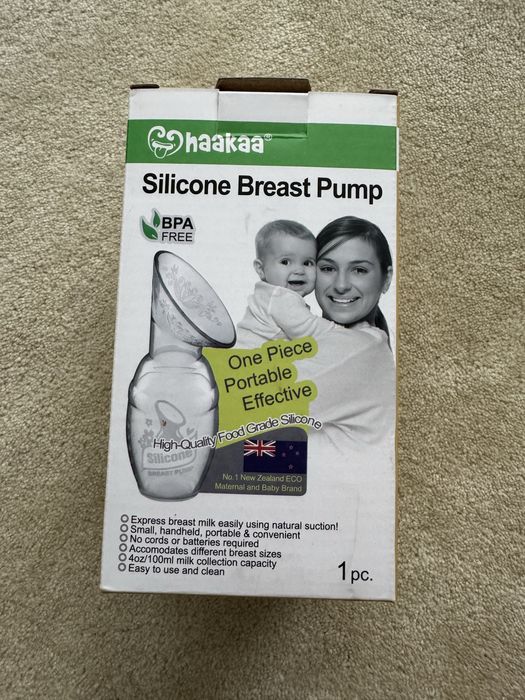 haakaa®
Silicone Breast Pump
BPA
FREE
One Piece
Portable
Effective
High-Quality Food Grade Silicone
Silicone
BREAST PUMP
No.1 New Zealand ECO
Maternal and Baby Brand
Express breast milk easily using natural suction!
Small, handheld, portable & convenient
No cords or batteries required
Accomodates different breast sizes
4oz/100ml milk collection capacity
Easy to use and clean
1 pc.